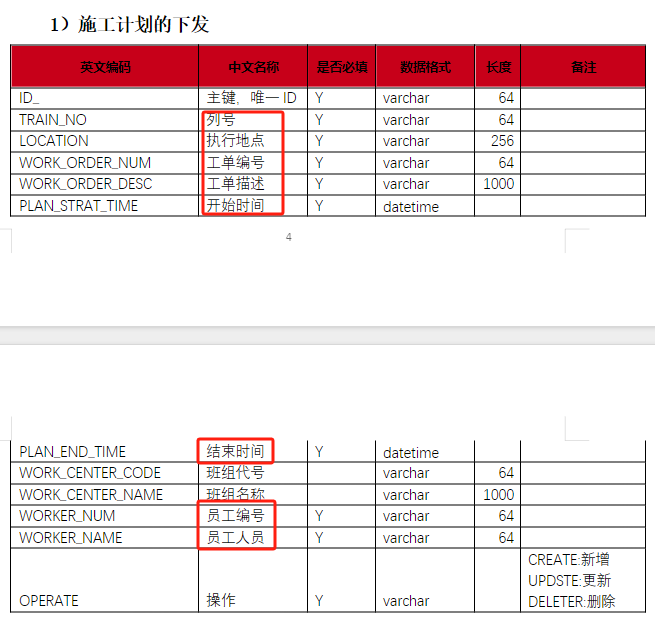 1）施工计划的下发
英文编码 中文名称 是否必填 数据格式 长度 备注
ID_ 主键，唯一 ID Y varchar 64
TRAIN_NO 列号 Y varchar 64
LOCATION 执行地点 Y varchar 256
WORK_ORDER_NUM 工单编号 Y varchar 64
WORK_ORDER_DESC 工单描述 Y varchar 1000
PLAN_STRAT_TIME 开始时间 Y datetime
4
PLAN_END_TIME 结束时间 Y datetime
WORK_CENTER_CODE 班组代号 varchar 64
WORK_CENTER_NAME 班组名称 varchar 1000
WORKER_NUM 员工编号 Y varchar 64
WORKER_NAME 员工人员 Y varchar 64
CREATE:新增
UPDSTE:更新
OPERATE 操作 Y varchar DELETER:删除